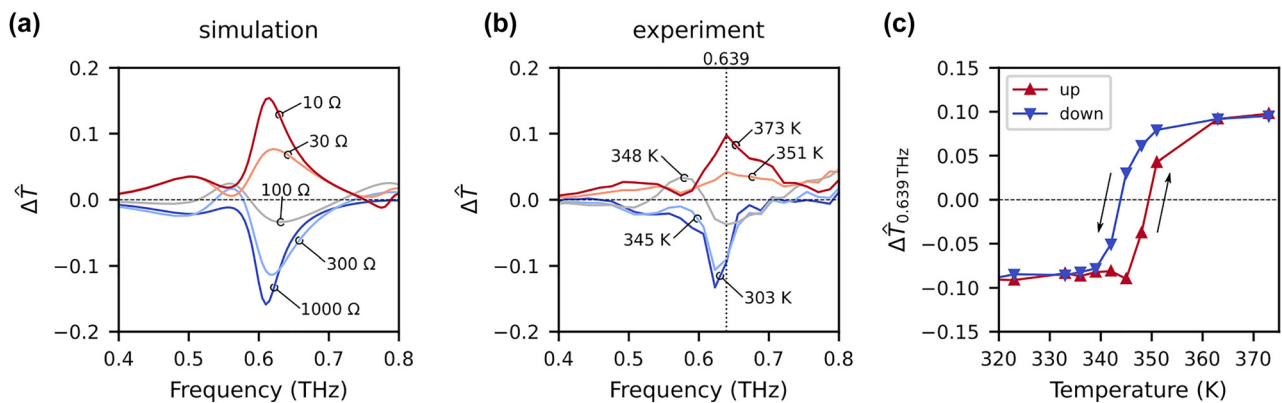 (a)
simulation
0.2
0.1
0.0
−0.1
−0.2
ΔT̂
10 Ω
30 Ω
100 Ω
300 Ω
1000 Ω
0.4 0.5 0.6 0.7 0.8
Frequency (THz)
(b)
experiment
0.639
0.2
0.1
0.0
−0.1
−0.2
ΔT̂
373 K
348 K
351 K
345 K
303 K
0.4 0.5 0.6 0.7 0.8
Frequency (THz)
(c)
0.15
0.10
0.05
0.00
−0.05
−0.10
−0.15
ΔT̂0.639 THz
up
down
320 330 340 350 360 370
Temperature (K)